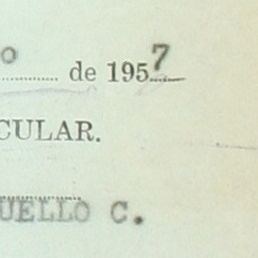 o
de 1957
CULAR.
UELLO C.